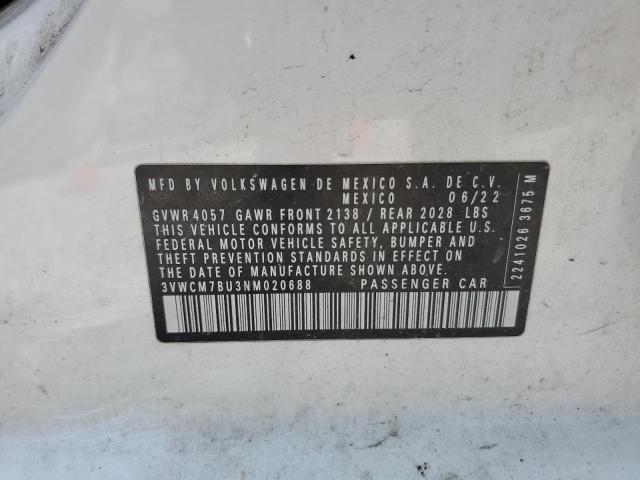 MFD BY VOLKSWAGEN DE MEXICO S.A. DE C.V.
MEXICO 06/22
GVWR 4057 GAWR FRONT 2138 / REAR 2028 LBS
THIS VEHICLE CONFORMS TO ALL APPLICABLE U.S.
FEDERAL MOTOR VEHICLE SAFETY, BUMPER AND
THEFT PREVENTION STANDARDS IN EFFECT ON
THE DATE OF MANUFACTURE SHOWN ABOVE.
3VWCM7BU3NM020688 PASSENGER CAR
2241026 3675 M